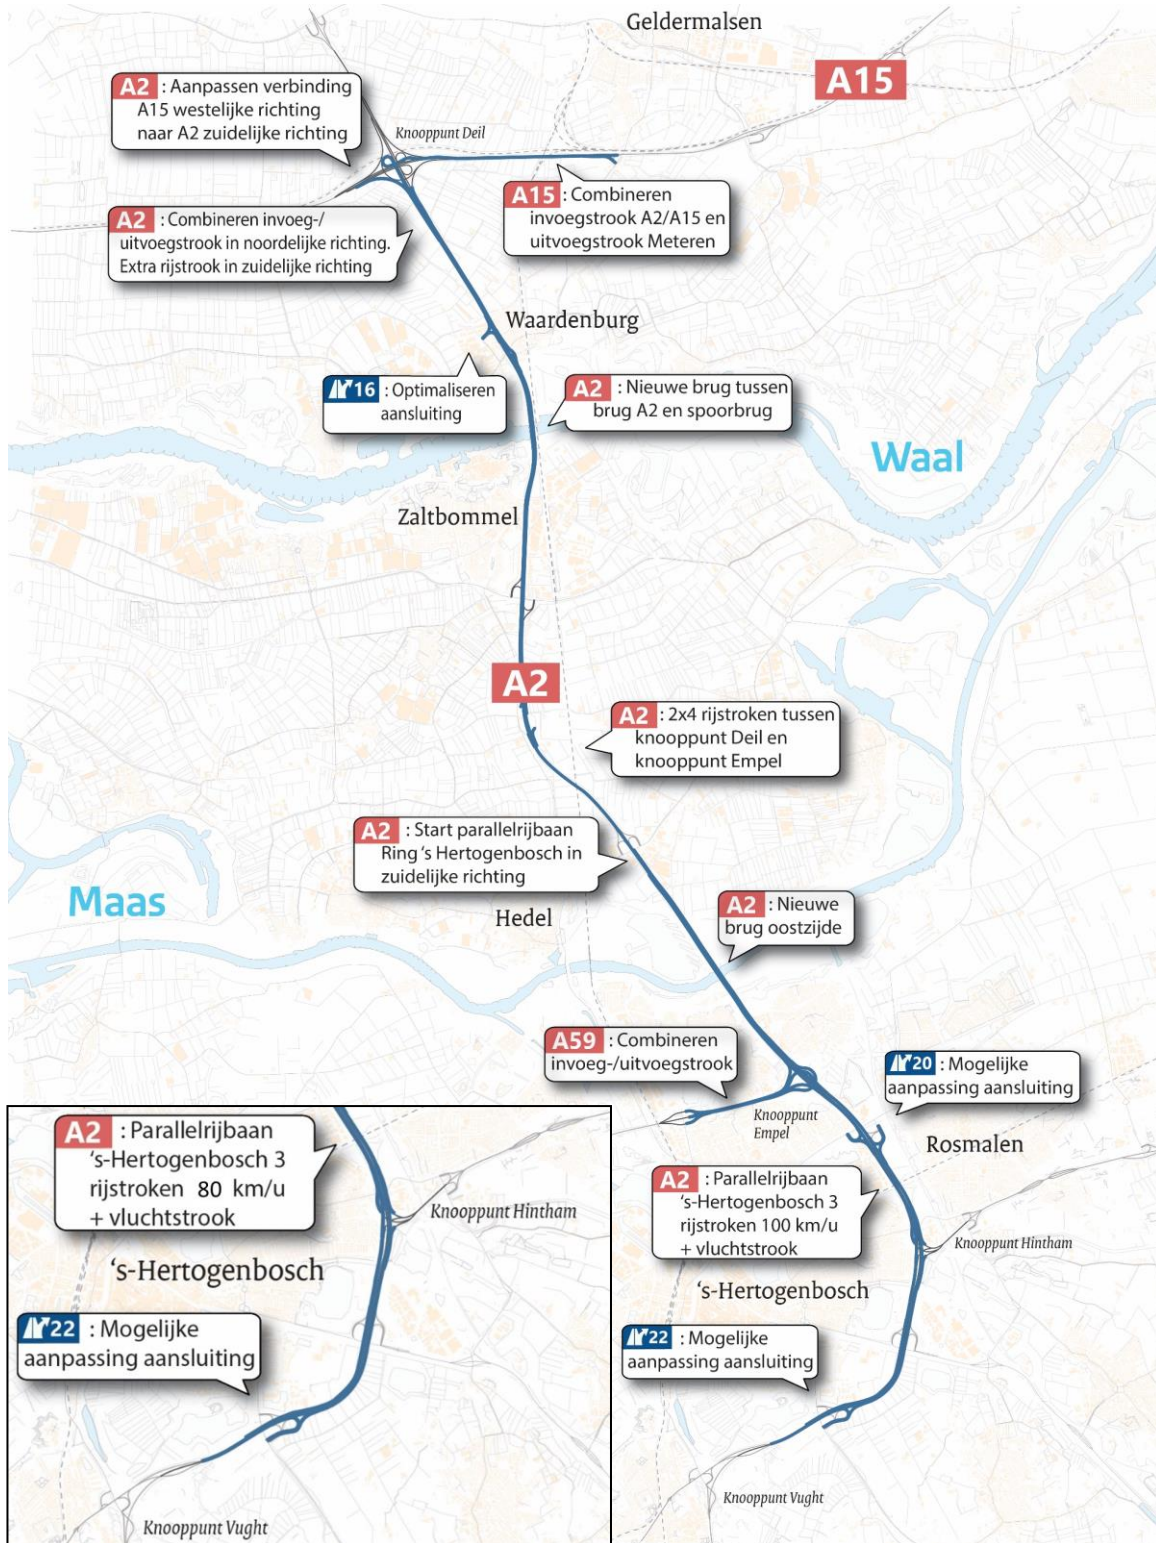 Geldermalsen
A15
A2 : Aanpassen verbinding
A15 westelijke richting
naar A2 zuidelijke richting
Knooppunt Deil
A15 : Combineren
invoegstrook A2/A15 en
uitvoegstrook Meteren
A2 : Combineren invoeg-/
uitvoegstrook in noordelijke richting.
Extra rijstrook in zuidelijke richting
Waardenburg
16 : Optimaliseren
aansluiting
A2 : Nieuwe brug tussen
brug A2 en spoorbrug
Waal
Zaltbommel
A2
A2 : 2x4 rijstroken tussen
knooppunt Deil en
knooppunt Empel
A2 : Start parallelrijbaan
Ring ‘s Hertogenbosch in
zuidelijke richting
Maas
Hedel
A2 : Nieuwe
brug oostzijde
A59 : Combineren
invoeg-/uitvoegstrook
20 : Mogelijke
aanpassing aansluiting
Knooppunt
Empel
Rosmalen
A2 : Parallelrijbaan
‘s-Hertogenbosch 3
rijstroken 100 km/u
+ vluchtstrook
Knooppunt Hintham
‘s-Hertogenbosch
22 : Mogelijke
aanpassing aansluiting
Knooppunt Vught
A2 : Parallelrijbaan
‘s-Hertogenbosch 3
rijstroken 80 km/u
+ vluchtstrook
Knooppunt Hintham
‘s-Hertogenbosch
22 : Mogelijke
aanpassing aansluiting
Knooppunt Vught